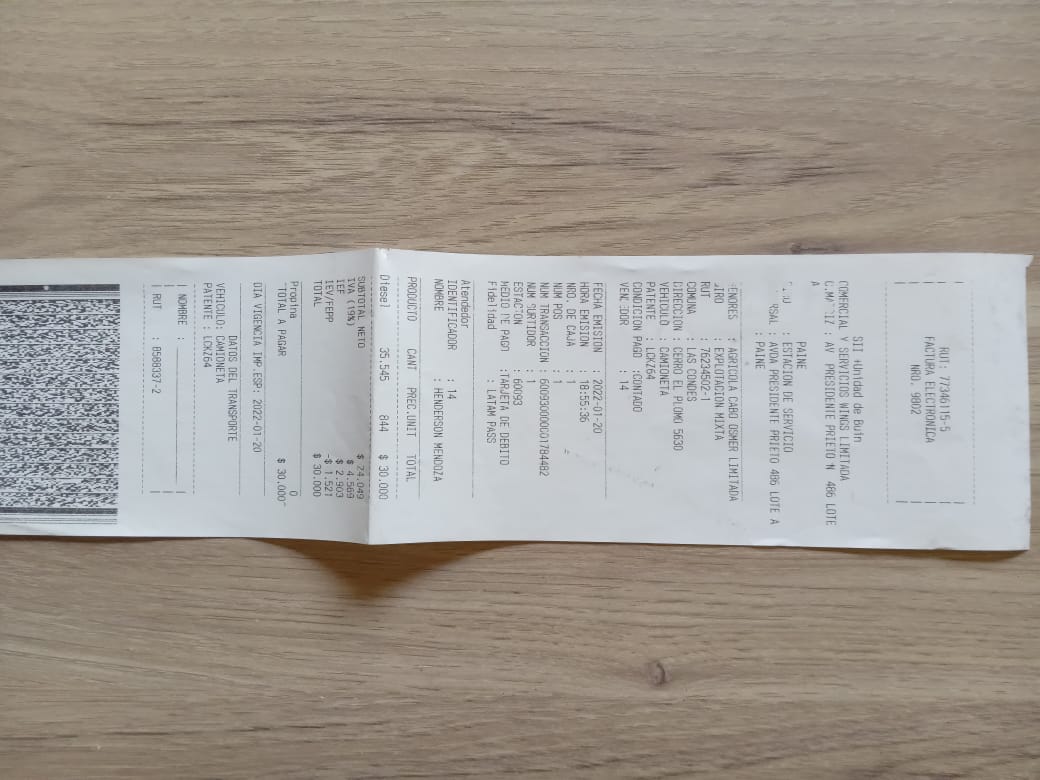 RUT: 77346115-5
FACTURA ELECTRONICA
NRO. 9802
SII - Unidad de Buin
COMERCIAL Y SERVICIOS WINGS LIMITADA
: AV PRESIDENTE PRIETO N 486 LOTE
A
PAINE
: ESTACION DE SERVICIO
: AVDA PRESIDENTE PRIETO 486 LOTE A
: PAINE
: AGRICOLA CABO OSMER LIMITADA
: EXPLOTACION MIXTA
RUT : 76234502-1
COMUNA : LAS CONDES
DIRECCION : CERRO EL PLOMO 5630
VEHICULO : CAMIONETA
PATENTE : LCKZ64
CONDICION PAGO :CONTADO
: 14
FECHA EMISION : 2022-01-20
HORA EMISION : 18:55:36
NRO. DE CAJA : 1
NUM POS : 1
NUM TRANSACCION : 6009300000001784482
NUM SURTIDOR : 1
ESTACION : 60093
MEDIO DE PAGO :TARJETA DE DEBITO
Fidelidad : LATAM PASS
Atendedor
IDENTIFICADOR : 14
NOMBRE : HENDERSON MENDOZA
PRODUCTO CANT PREC.UNIT TOTAL
Diesel 35.545 844 $ 30.000
SUBTOTAL NETO $ 24.049
IVA (19%) $ 4.569
IEF $ 2.903
IEV/FEPP -$ 1.521
TOTAL $ 30.000
Propina 0
TOTAL A PAGAR $ 30.000
DIA VIGENCIA IMP.ESP: 2022-01-20
DATOS DEL TRANSPORTE
VEHICULO: CAMIONETA
PATENTE : LCKZ64
NOMBRE :
RUT : 8588337-2